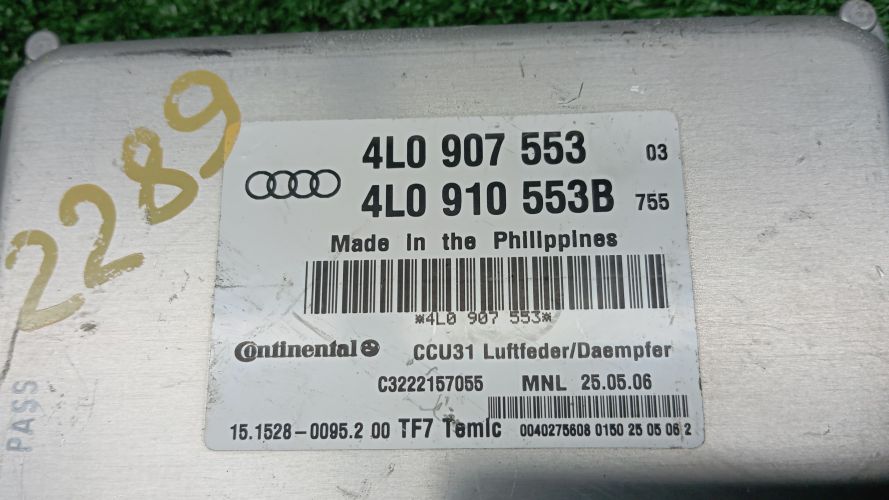 2289
4L0 907 553 03
4L0 910 553B 755
Made in the Philippines
*4L0 907 553*
Continental CCU31 Luftfeder/Daempfer
C3222157055 MNL 25.05.06
15.1528-0095.2 00 TF7 Temic 0040275608 0150 25 05 06 2
PASS